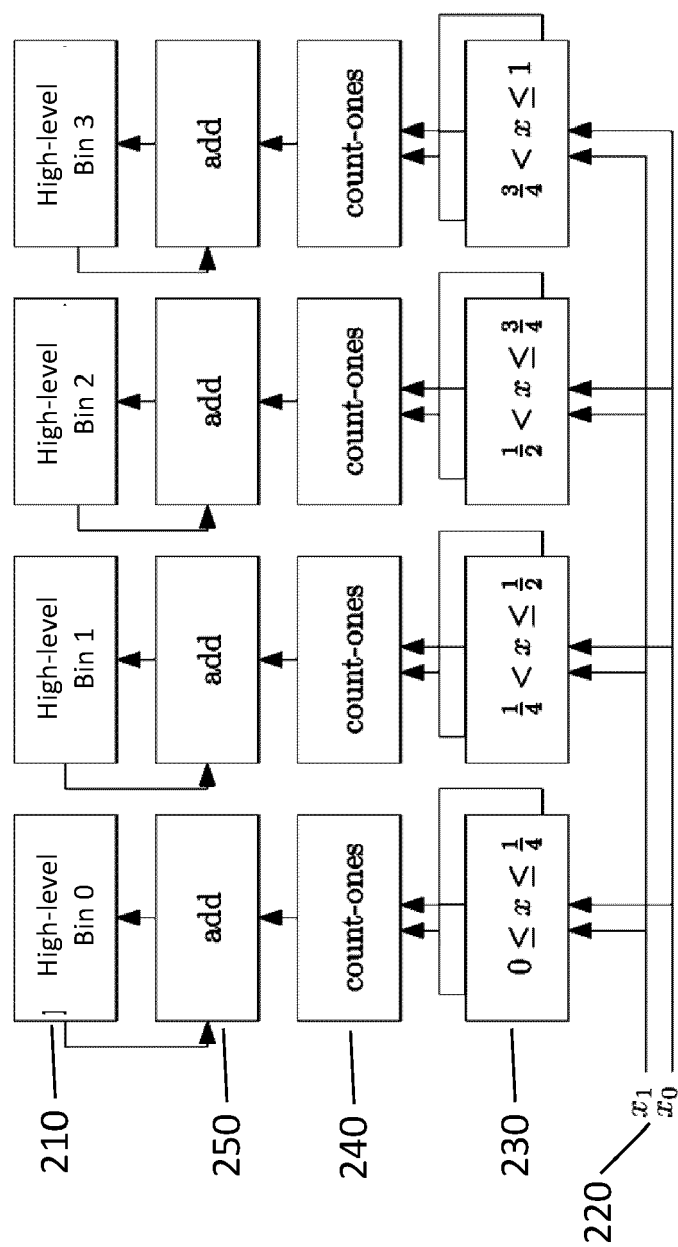 210
High-level
Bin 0
High-level
Bin 1
High-level
Bin 2
High-level
Bin 3
250
add
add
add
add
240
count-ones
count-ones
count-ones
count-ones
230
0 ≤ x ≤ 1/4
1/4 < x ≤ 1/2
1/2 < x ≤ 3/4
3/4 < x ≤ 1
220
x₁
x₀